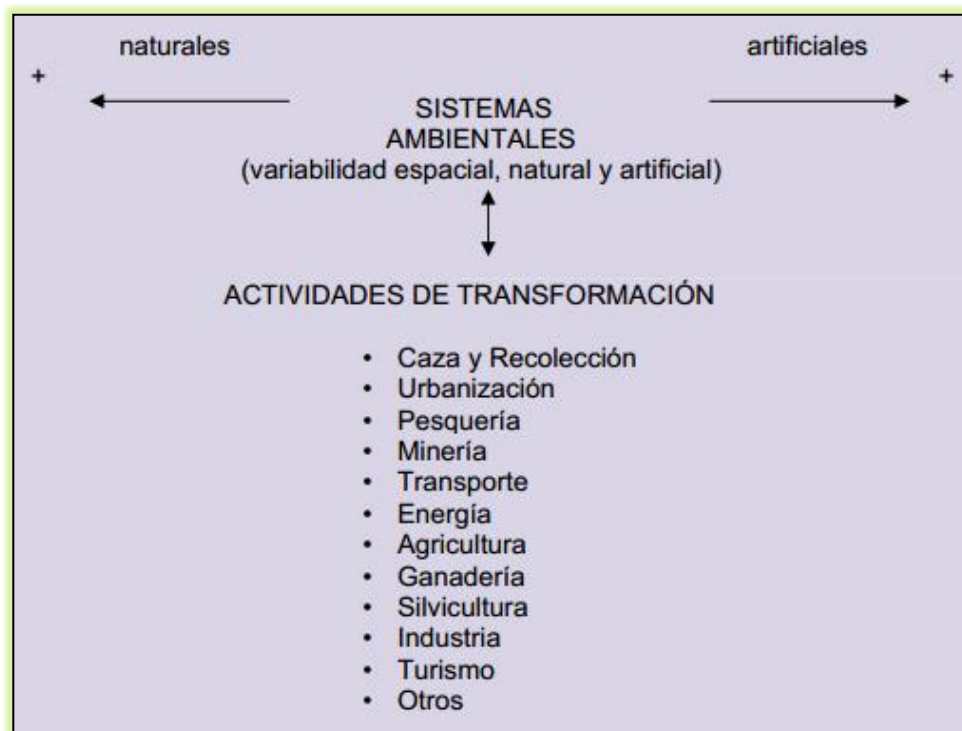 naturales artificiales
+ +
SISTEMAS
AMBIENTALES
(variabilidad espacial, natural y artificial)
ACTIVIDADES DE TRANSFORMACIÓN
• Caza y Recolección
• Urbanización
• Pesquería
• Minería
• Transporte
• Energía
• Agricultura
• Ganadería
• Silvicultura
• Industria
• Turismo
• Otros